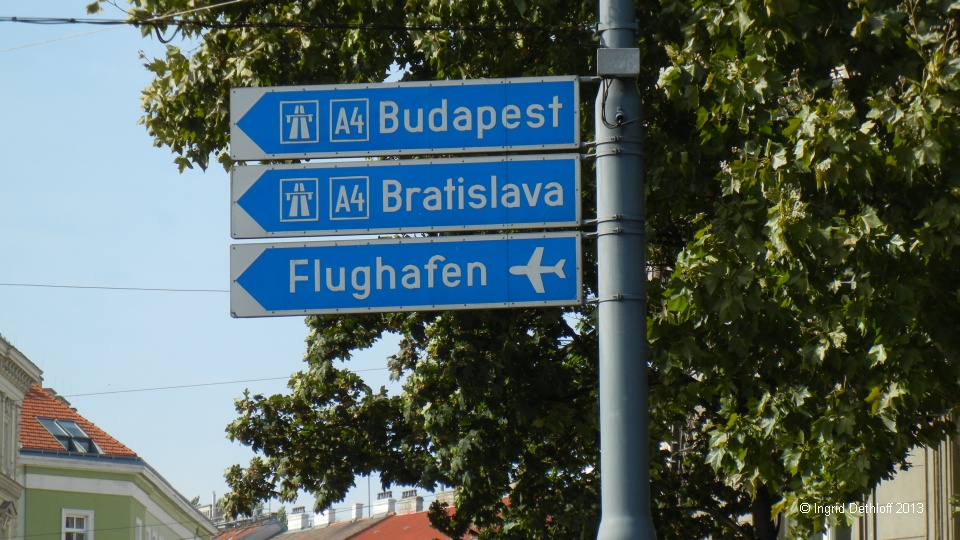 A4 Budapest
A4 Bratislava
Flughafen
© Ingrid Dethloff 2013